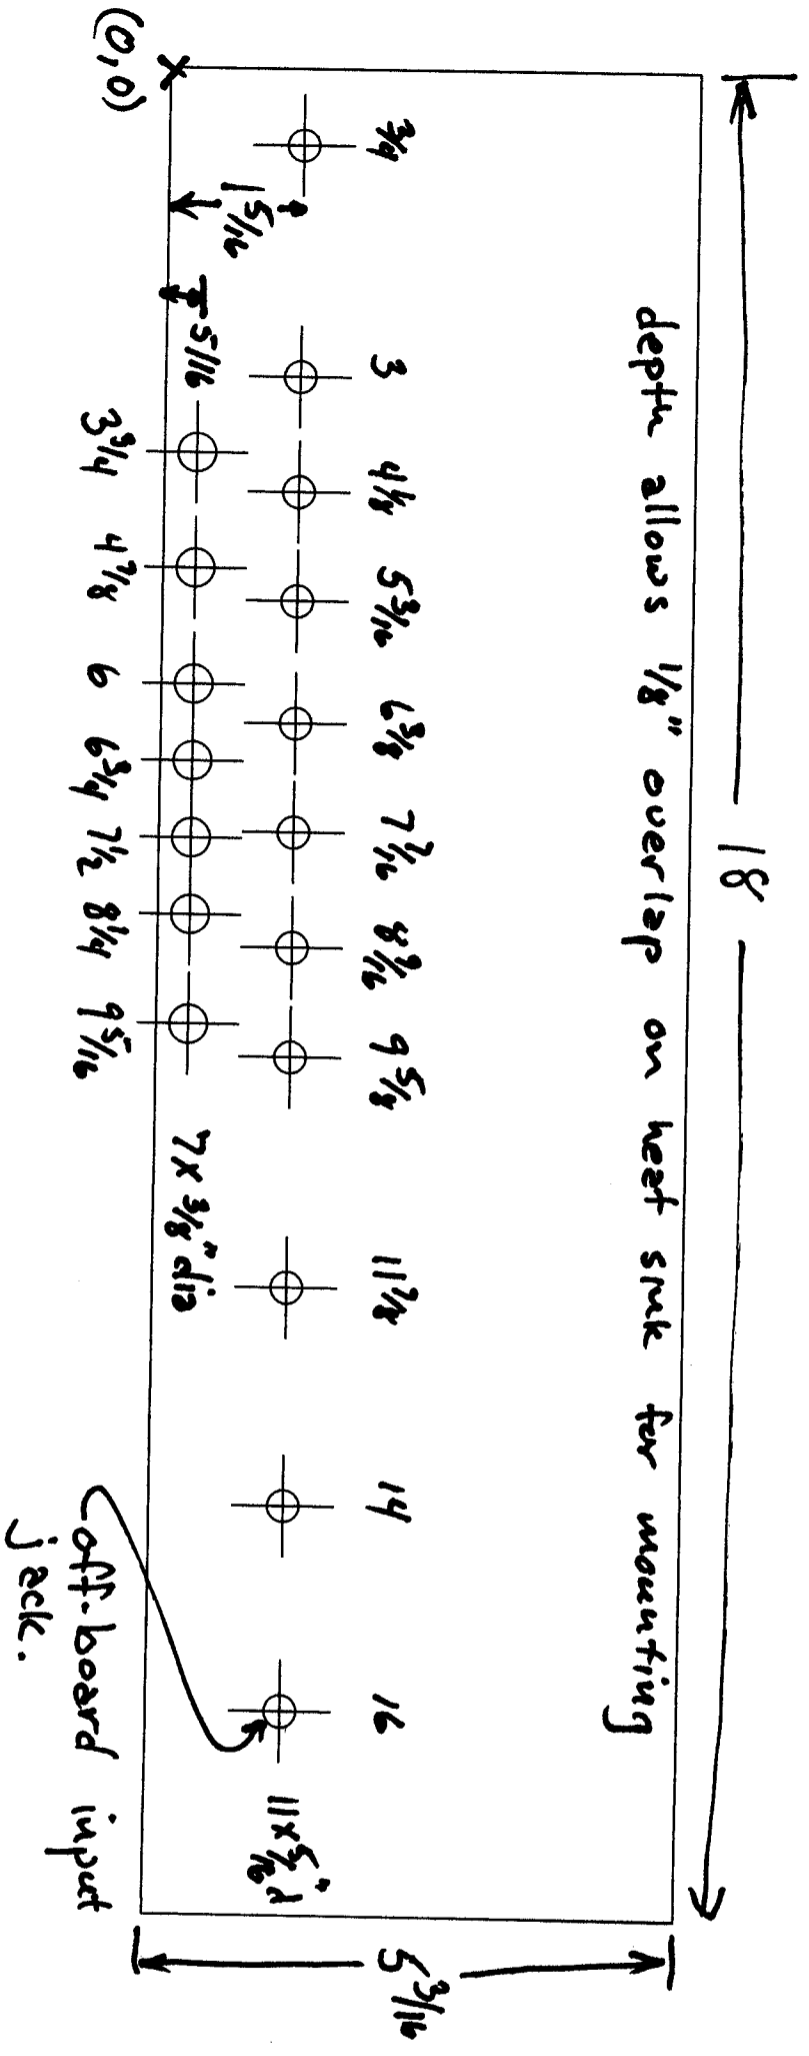 18
depth allows 1/8" overlap on heat sink for mounting
3/4 3 4 1/8 5 3/16 6 3/8 7 7/16 8 9/16 9 5/8 11 7/8 14 16
5 3/16
1 5/16
11x 5/16" d
5/16
7x 3/8" dia
(0,0)
3 3/4 4 7/8 6 6 3/4 7 1/2 8 1/4 9 5/16
off-board input
jack.